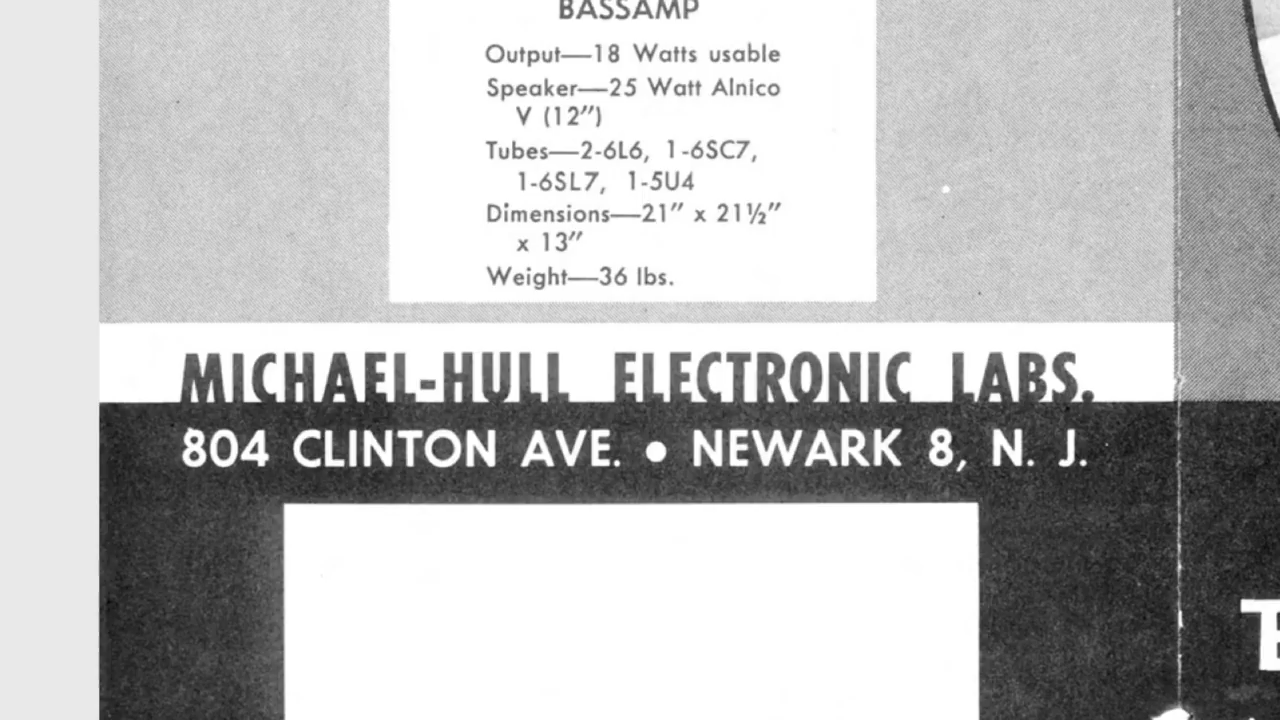 BASSAMP
Output—18 Watts usable
Speaker—25 Watt Alnico
V (12")
Tubes—2-6L6, 1-6SC7,
1-6SL7, 1-5U4
Dimensions—21" x 21½"
x 13"
Weight—36 lbs.
MICHAEL-HULL ELECTRONIC LABS.
804 CLINTON AVE. • NEWARK 8, N. J.